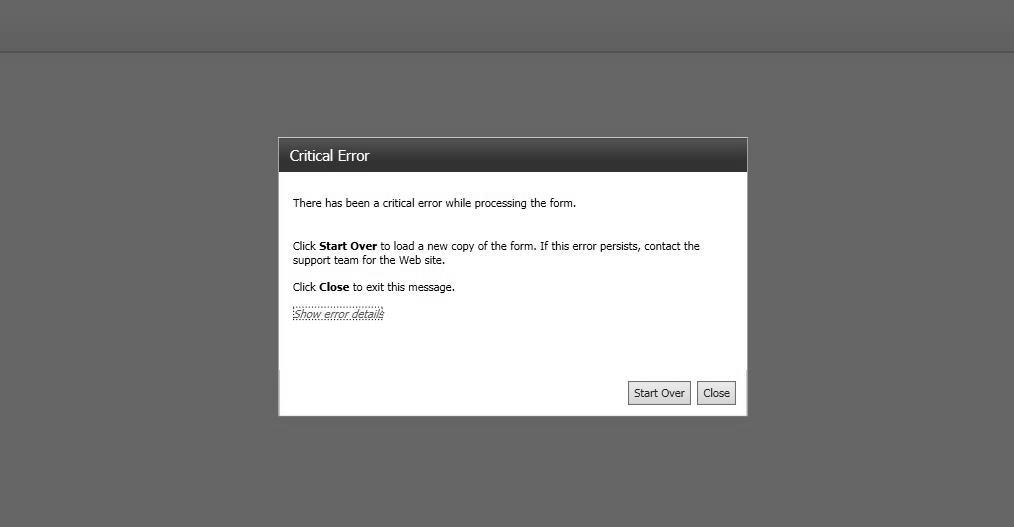 Critical Error
There has been a critical error while processing the form.
Click Start Over to load a new copy of the form. If this error persists, contact the
support team for the Web site.
Click Close to exit this message.
Show error details
Start Over Close